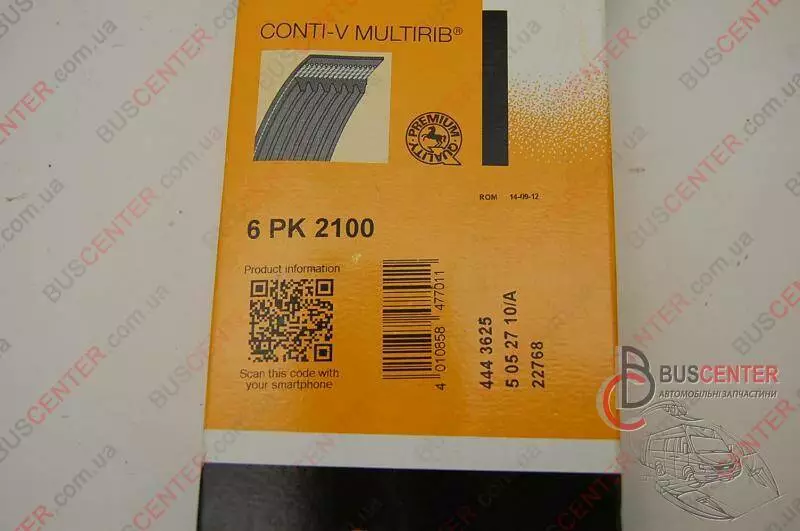 CONTI-V MULTIRIB®
PREMIUM
QUALITY
ROM 14-09-12
6 PK 2100
Product information
Scan this code with
your smartphone
4 010858 477011
444 3625
5 05 27 10/A
22768
BUSCENTER
АВТОМОБІЛЬНІ ЗАПЧАСТИНИ
BUSCENTER.com.ua